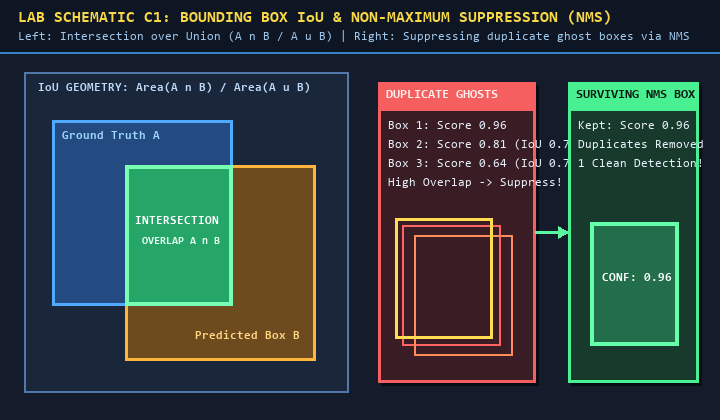 LAB SCHEMATIC C1: BOUNDING BOX IoU & NON-MAXIMUM SUPPRESSION (NMS)
Left: Intersection over Union (A n B / A u B) | Right: Suppressing duplicate ghost boxes via NMS
IoU GEOMETRY: Area(A n B) / Area(A u B)
Ground Truth A
INTERSECTION
OVERLAP A n B
Predicted Box B
DUPLICATE GHOSTS
Box 1: Score 0.96
Box 2: Score 0.81 (IoU 0.7
Box 3: Score 0.64 (IoU 0.7
High Overlap -> Suppress!
SURVIVING NMS BOX
Kept: Score 0.96
Duplicates Removed
1 Clean Detection!
CONF: 0.96